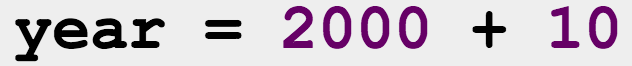 year = 2000 + 10